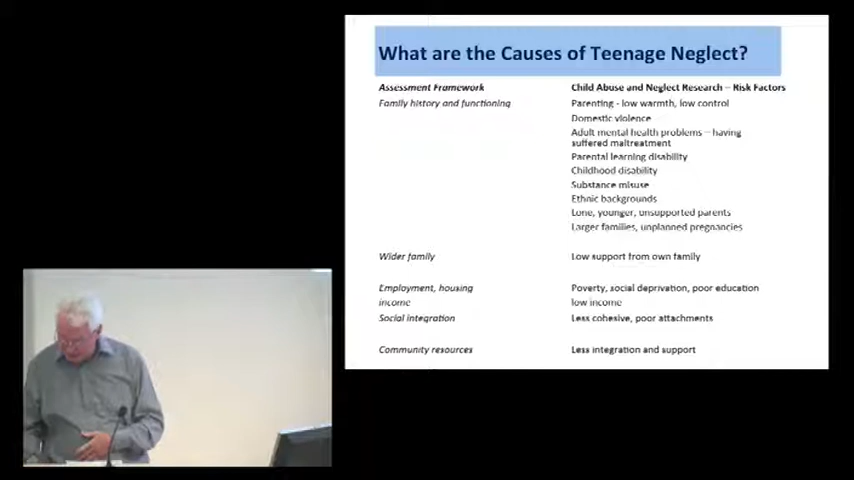 What are the Causes of Teenage Neglect?
Assessment Framework Child Abuse and Neglect Research – Risk Factors
Family history and functioning Parenting - low warmth, low control
Domestic violence
Adult mental health problems – having
suffered maltreatment
Parental learning disability
Childhood disability
Substance misuse
Ethnic backgrounds
Lone, younger, unsupported parents
Larger families, unplanned pregnancies
Wider family Low support from own family
Employment, housing Poverty, social deprivation, poor education
income low income
Social integration Less cohesive, poor attachments
Community resources Less integration and support